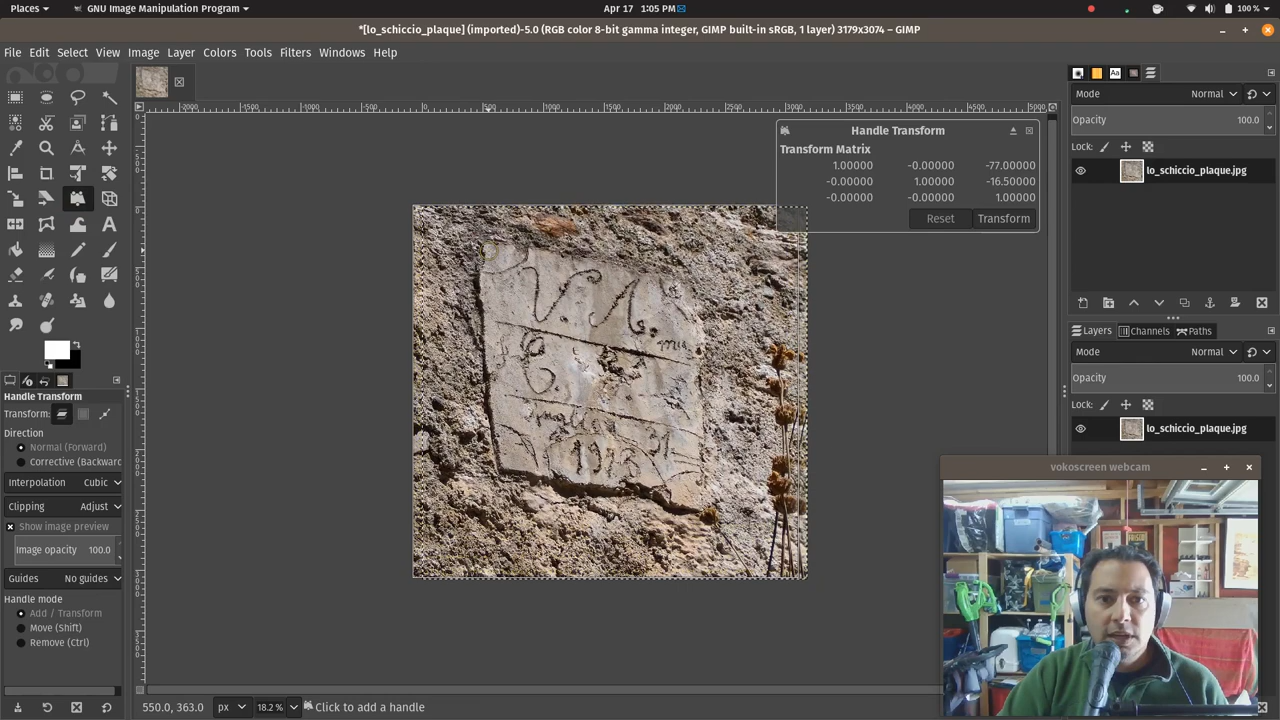 Places GNU Image Manipulation Program Apr 17 1:05 PM 100 %
*[lo_schiccio_plaque] (imported)-5.0 (RGB color 8-bit gamma integer, GIMP built-in sRGB, 1 layer) 3179x3074 – GIMP
File Edit Select View Image Layer Colors Tools Filters Windows Help
Handle Transform
Transform Matrix
1.00000 -0.00000 -77.00000
-0.00000 1.00000 -16.50000
-0.00000 -0.00000 1.00000
Reset Transform
V. A.
1973
Handle Transform
Transform:
Direction
Normal (Forward)
Corrective (Backward
Interpolation Cubic
Clipping Adjust
Show image preview
Image opacity 100.0
Guides No guides
Handle mode
Add / Transform
Move (Shift)
Remove (Ctrl)
Mode Normal
Opacity 100.0
Lock:
lo_schiccio_plaque.jpg
Layers Channels Paths
Mode Normal
Opacity 100.0
Lock:
lo_schiccio_plaque.jpg
vokoscreen webcam
550.0, 363.0 px 18.2 % Click to add a handle